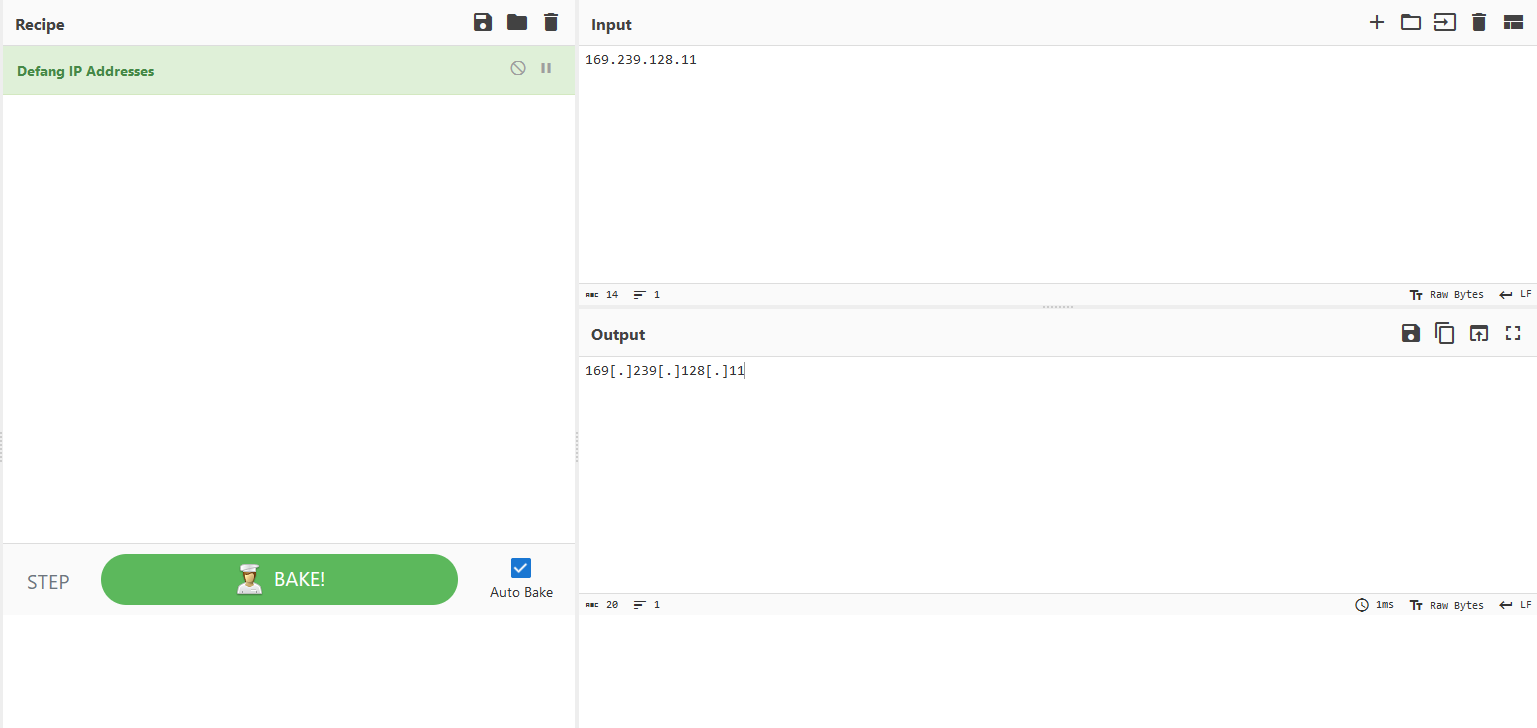 Recipe
Defang IP Addresses
STEP
BAKE!
Auto Bake
Input
169.239.128.11
ABC 14 1
Raw Bytes LF
Output
169[.]239[.]128[.]11
ABC 20 1
1ms Raw Bytes LF